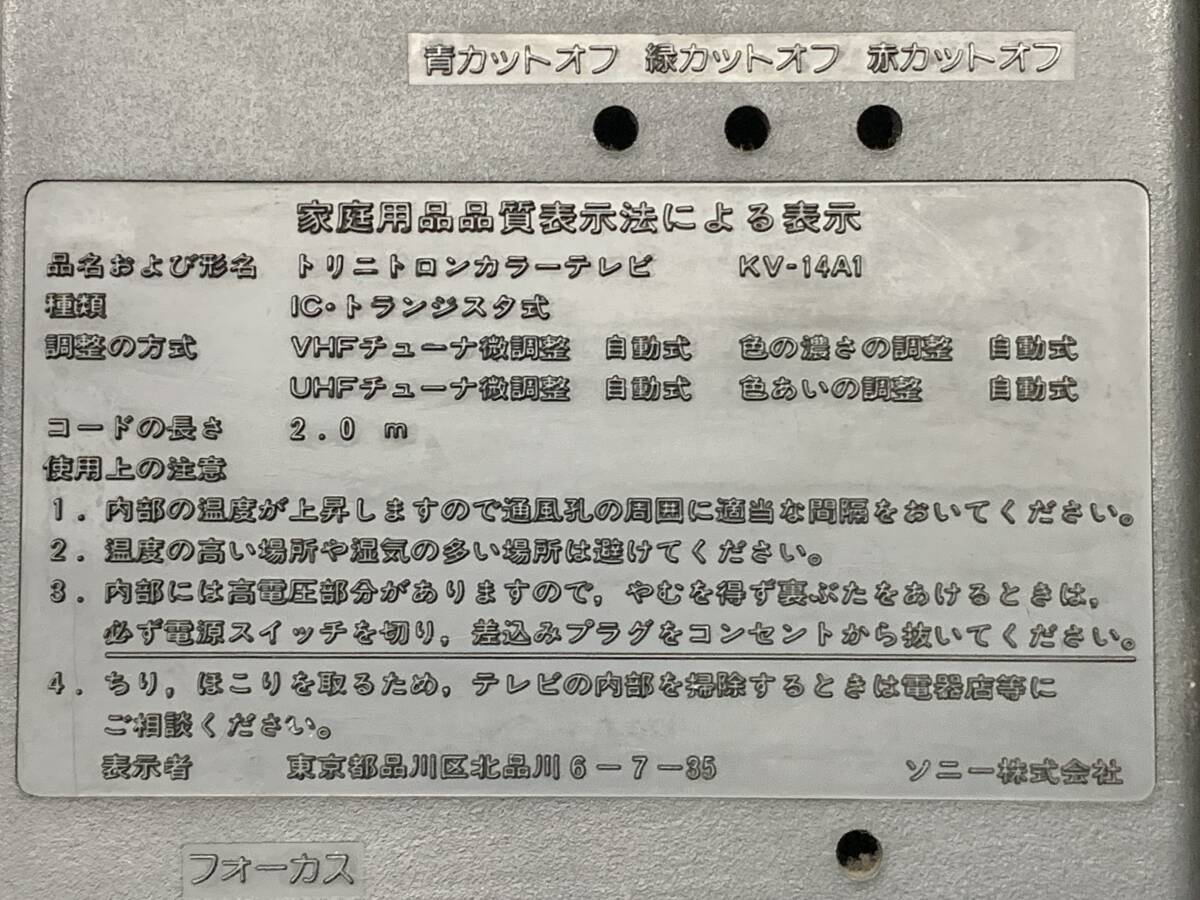 青カットオフ 緑カットオフ 赤カットオフ
家庭用品品質表示法による表示
品名および形名 トリニトロンカラーテレビ KV-14A1
種類 IC・トランジスタ式
調整の方式 VHFチューナ微調整 自動式 色の濃さの調整 自動式
UHFチューナ微調整 自動式 色あいの調整 自動式
コードの長さ 2.0 m
使用上の注意
1. 内部の温度が上昇しますので通風孔の周囲に適当な間隔をおいてください。
2. 温度の高い場所や湿気の多い場所は避けてください。
3. 内部には高電圧部分がありますので，やむを得ず裏ぶたをあけるときは，
必ず電源スイッチを切り，差込みプラグをコンセントから抜いてください。
4. ちり，ほこりを取るため，テレビの内部を掃除するときは電器店等に
ご相談ください。
表示者 東京都品川区北品川6-7-35 ソニー株式会社
フォーカス